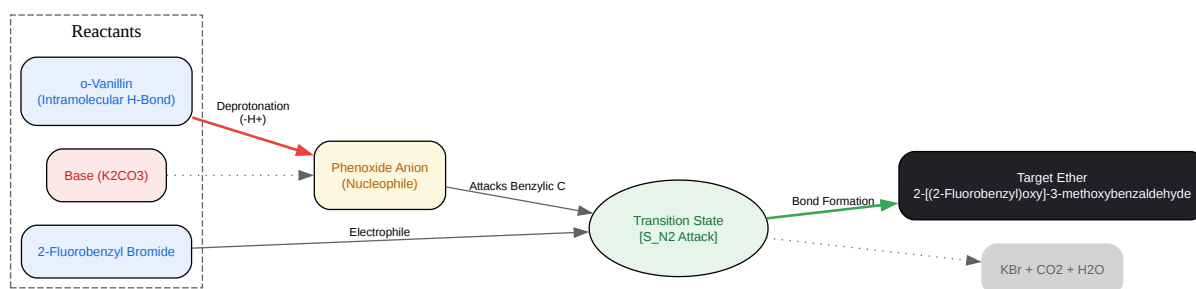 Reactants
o-Vanillin
(Intramolecular H-Bond)
Base (K2CO3)
2-Fluorobenzyl Bromide
Deprotonation
(-H+)
Phenoxide Anion
(Nucleophile)
Attacks Benzylic C
Electrophile
Transition State
[S_N2 Attack]
Bond Formation
Target Ether
2-[(2-Fluorobenzyl)oxy]-3-methoxybenzaldehyde
KBr + CO2 + H2O